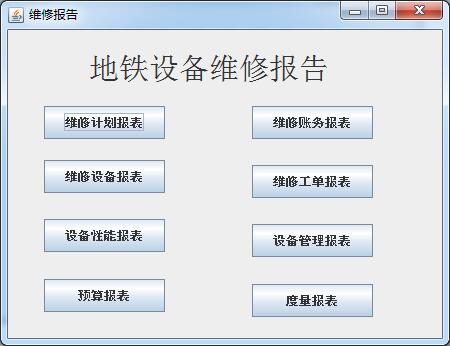 维修报告
地铁设备维修报告
维修计划报表
维修账务报表
维修设备报表
维修工单报表
设备性能报表
设备管理报表
预算报表
度量报表